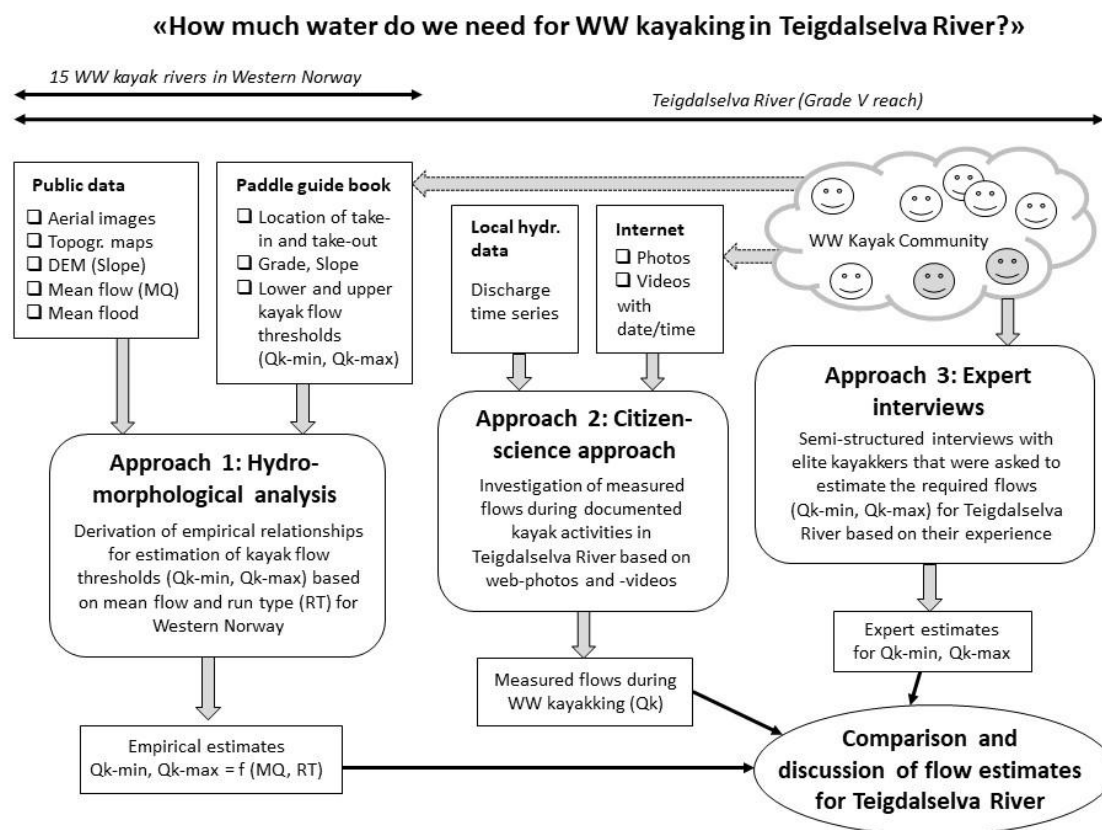 «How much water do we need for WW kayaking in Teigdalselva River?»
15 WW kayak rivers in Western Norway
Teigdalselva River (Grade V reach)
Public data
❑ Aerial images
❑ Topogr. maps
❑ DEM (Slope)
❑ Mean flow (MQ)
❑ Mean flood
Paddle guide book
❑ Location of take-
in and take-out
❑ Grade, Slope
❑ Lower and upper
kayak flow
thresholds
(Qk-min, Qk-max)
Local hydr.
data
Discharge
time series
Internet
❑ Photos
❑ Videos
with
date/time
WW Kayak Community
Approach 1: Hydro-
morphological analysis
Derivation of empirical relationships
for estimation of kayak flow
thresholds (Qk-min, Qk-max) based
on mean flow and run type (RT) for
Western Norway
Approach 2: Citizen-
science approach
Investigation of measured
flows during documented
kayak activities in
Teigdalselva River based on
web-photos and -videos
Approach 3: Expert
interviews
Semi-structured interviews with
elite kayakkers that were asked to
estimate the required flows
(Qk-min, Qk-max) for Teigdalselva
River based on their experience
Empirical estimates
Qk-min, Qk-max = f (MQ, RT)
Measured flows during
WW kayakking (Qk)
Expert estimates
for Qk-min, Qk-max
Comparison and
discussion of flow estimates
for Teigdalselva River